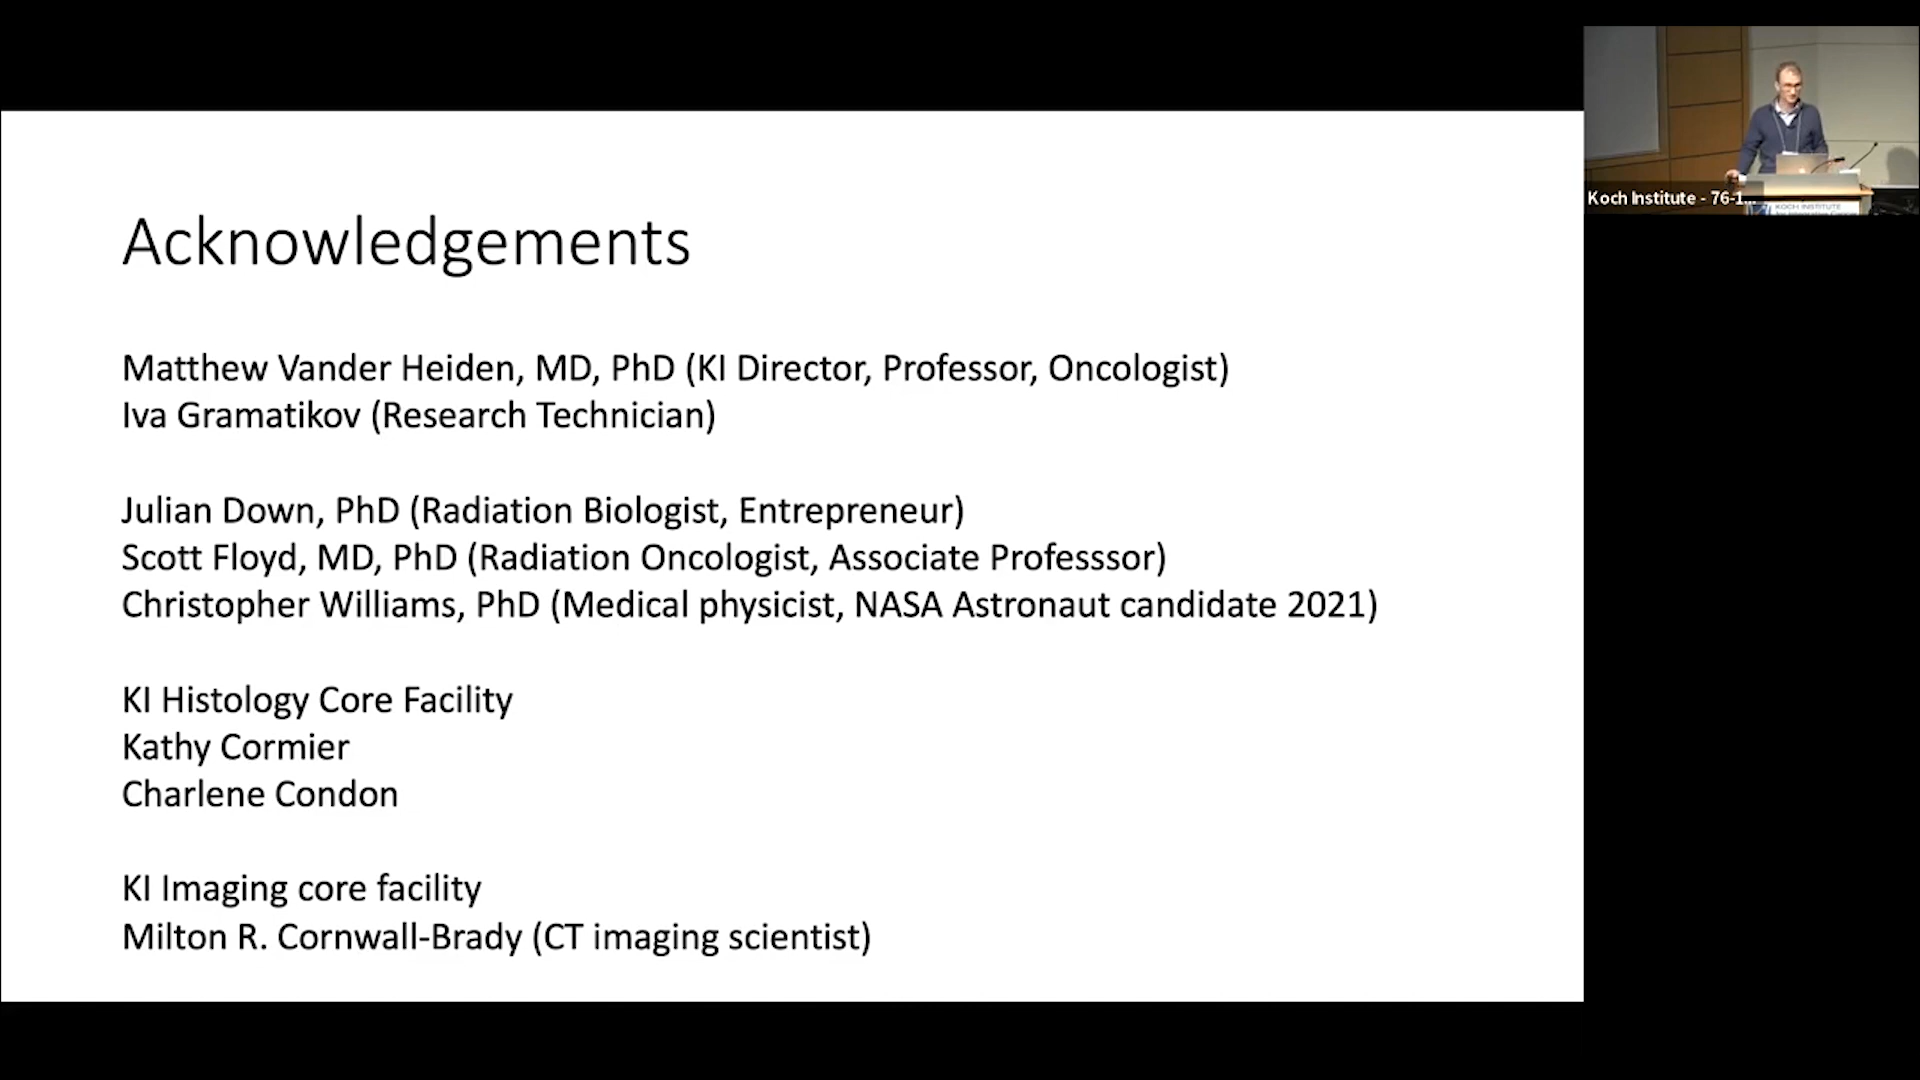 Acknowledgements
Matthew Vander Heiden, MD, PhD (KI Director, Professor, Oncologist)
Iva Gramatikov (Research Technician)
Julian Down, PhD (Radiation Biologist, Entrepreneur)
Scott Floyd, MD, PhD (Radiation Oncologist, Associate Professsor)
Christopher Williams, PhD (Medical physicist, NASA Astronaut candidate 2021)
KI Histology Core Facility
Kathy Cormier
Charlene Condon
KI Imaging core facility
Milton R. Cornwall-Brady (CT imaging scientist)
Koch Institute - 76-1...
KOCH INSTITUTE